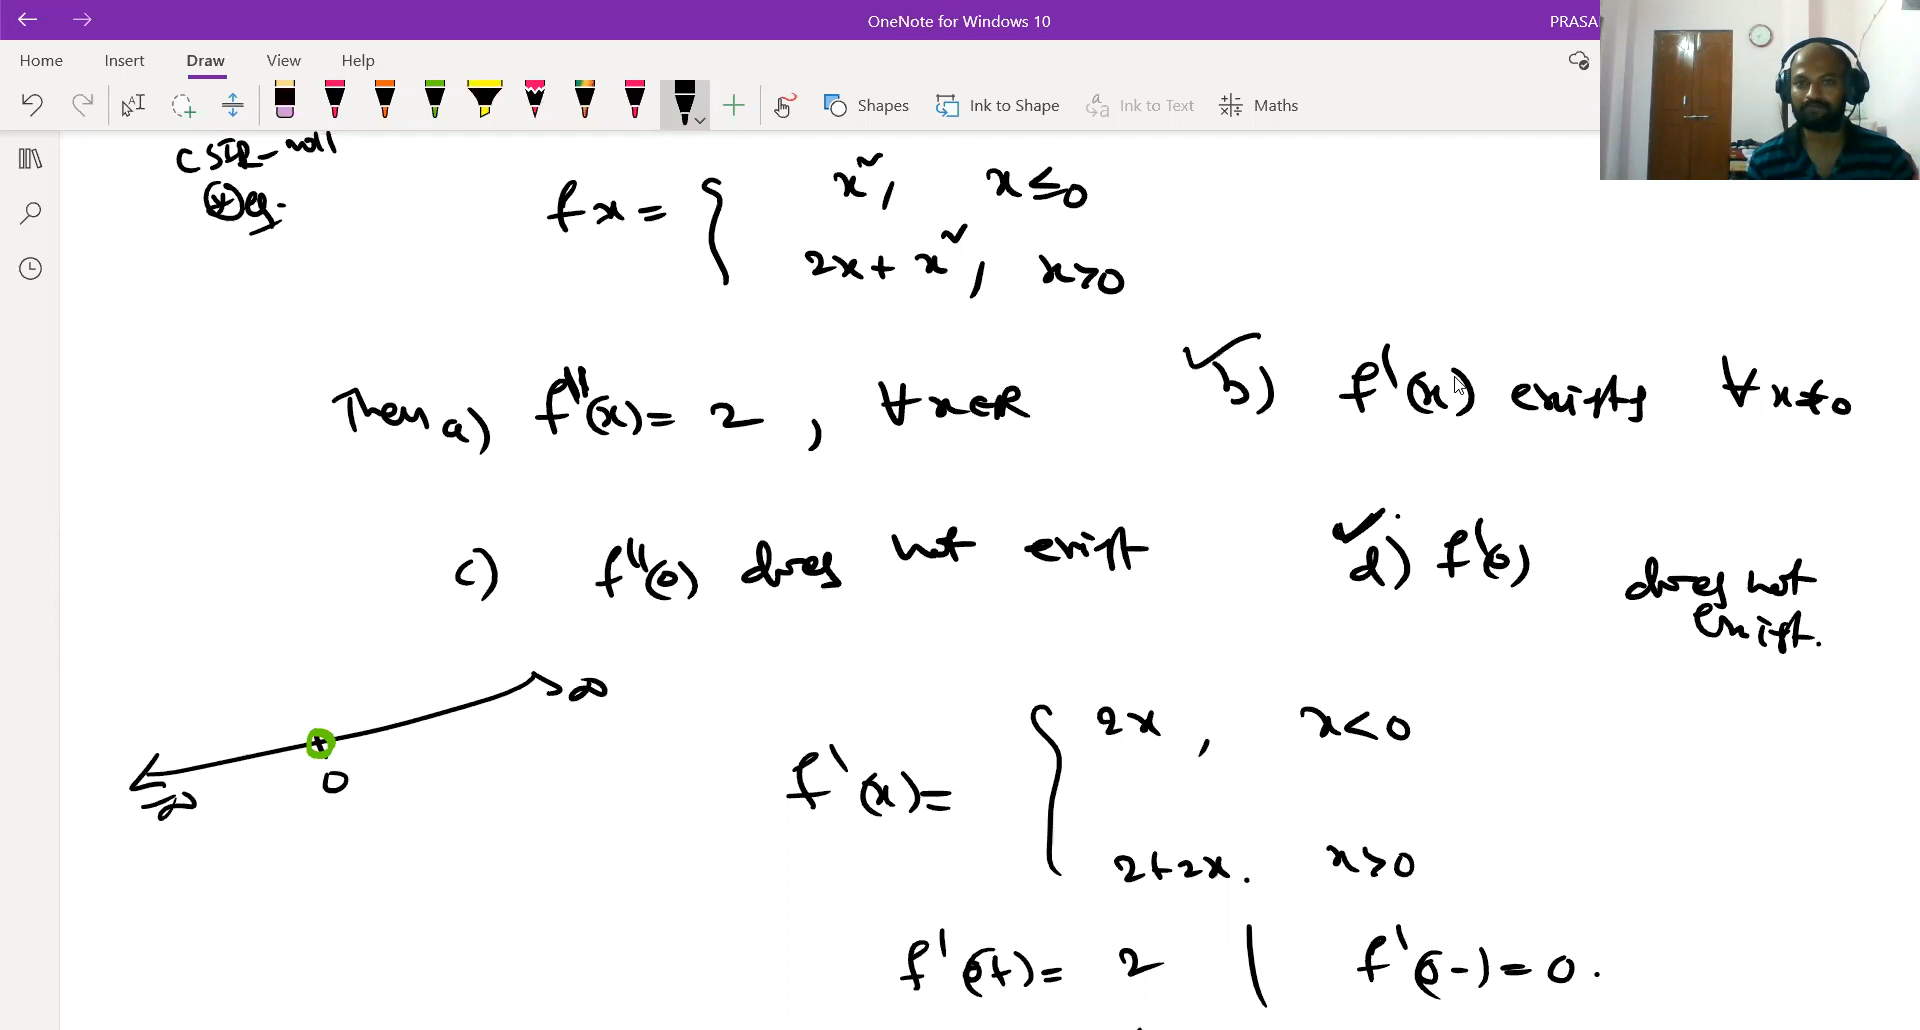 OneNote for Windows 10
PRASA
Home Insert Draw View Help
Shapes Ink to Shape Ink to Text Maths
CSIR-
eg-
f x = { x², x ≤ 0
2x + x², x > 0
Then a) f''(x) = 2 , ∀ x ∈ R b) f'(x) exists ∀ x ≠ 0
c) f''(0) does not exist d) f'(0) does not
exist.
∞
-∞ 0
f'(x) = { 2x , x < 0
2+2x. x > 0
f'(0+) = 2 | f'(0-) = 0 .